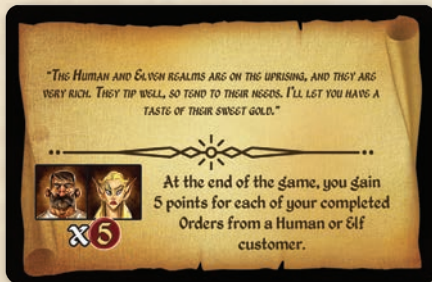 "The Human and Elven realms are on the uprising, and they are
very rich. They tip well, so tend to their needs. I'll let you have a
taste of their sweet gold."
At the end of the game, you gain
5 points for each of your completed
Orders from a Human or Elf
customer.
x5